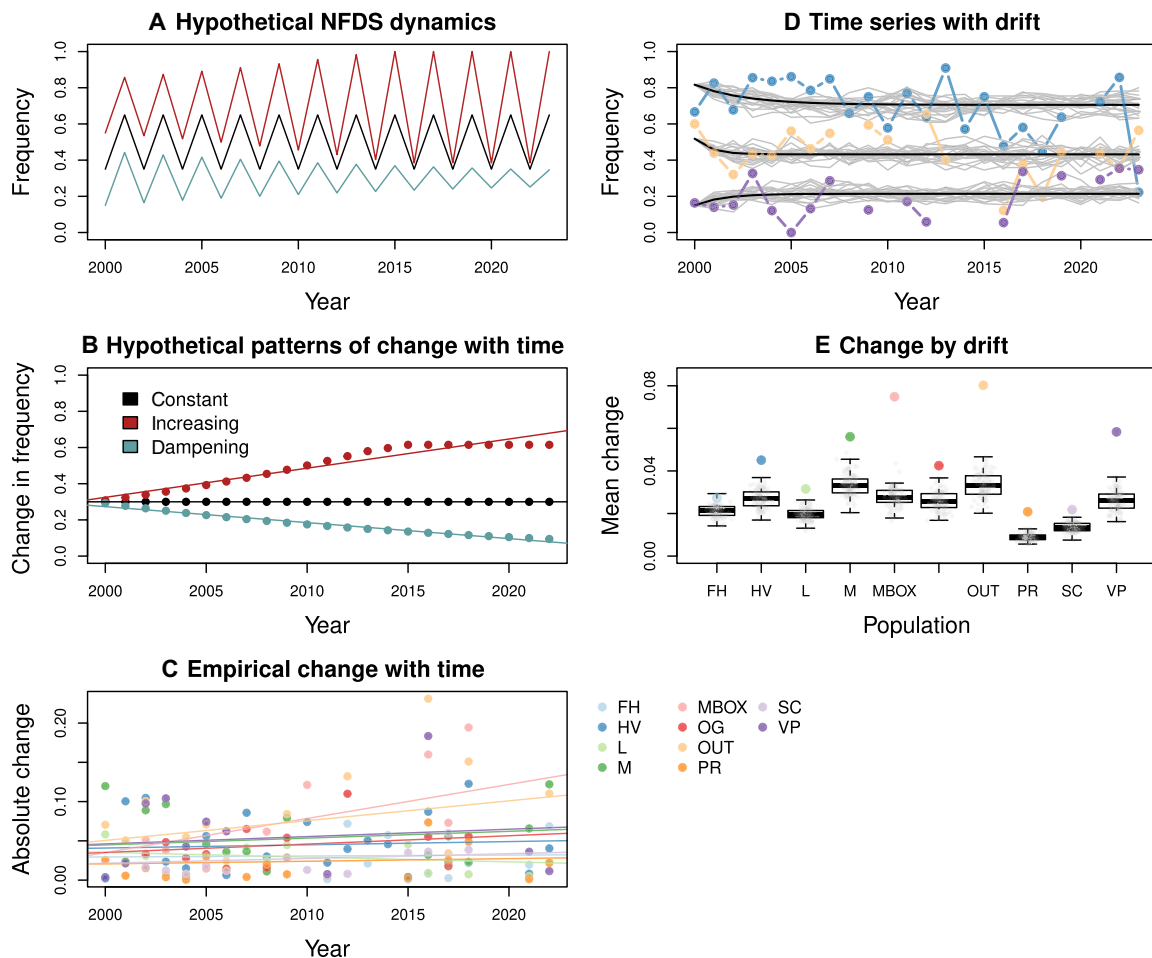 A Hypothetical NFDS dynamics
Frequency
0.0 0.2 0.4 0.6 0.8 1.0
2000 2005 2010 2015 2020
Year
D Time series with drift
Frequency
0.0 0.2 0.4 0.6 0.8 1.0
2000 2005 2010 2015 2020
Year
B Hypothetical patterns of change with time
Change in frequency
0.0 0.2 0.4 0.6 0.8 1.0
Constant
Increasing
Dampening
2000 2005 2010 2015 2020
Year
E Change by drift
Mean change
0.00 0.04 0.08
FH HV L M MBOX OUT PR SC VP
Population
C Empirical change with time
Absolute change
0.00 0.10 0.20
2000 2005 2010 2015 2020
Year
FH MBOX SC
HV OG VP
L OUT
M PR